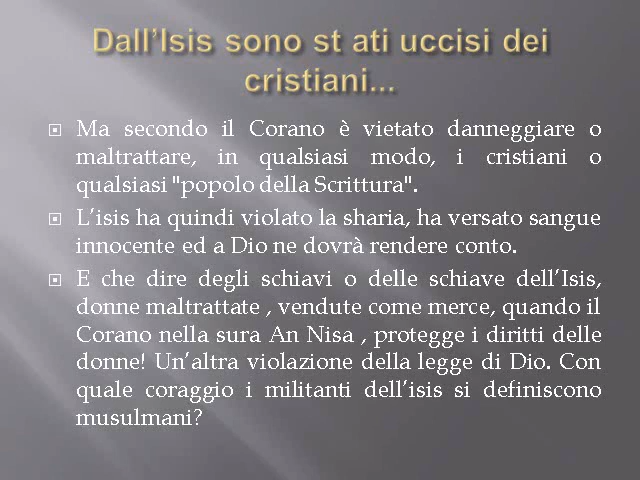 Dall'Isis sono st ati uccisi dei
cristiani...
Ma secondo il Corano è vietato danneggiare o
maltrattare, in qualsiasi modo, i cristiani o
qualsiasi "popolo della Scrittura".
L'isis ha quindi violato la sharia, ha versato sangue
innocente ed a Dio ne dovrà rendere conto.
E che dire degli schiavi o delle schiave dell'Isis,
donne maltrattate , vendute come merce, quando il
Corano nella sura An Nisa , protegge i diritti delle
donne! Un'altra violazione della legge di Dio. Con
quale coraggio i militanti dell'isis si definiscono
musulmani?